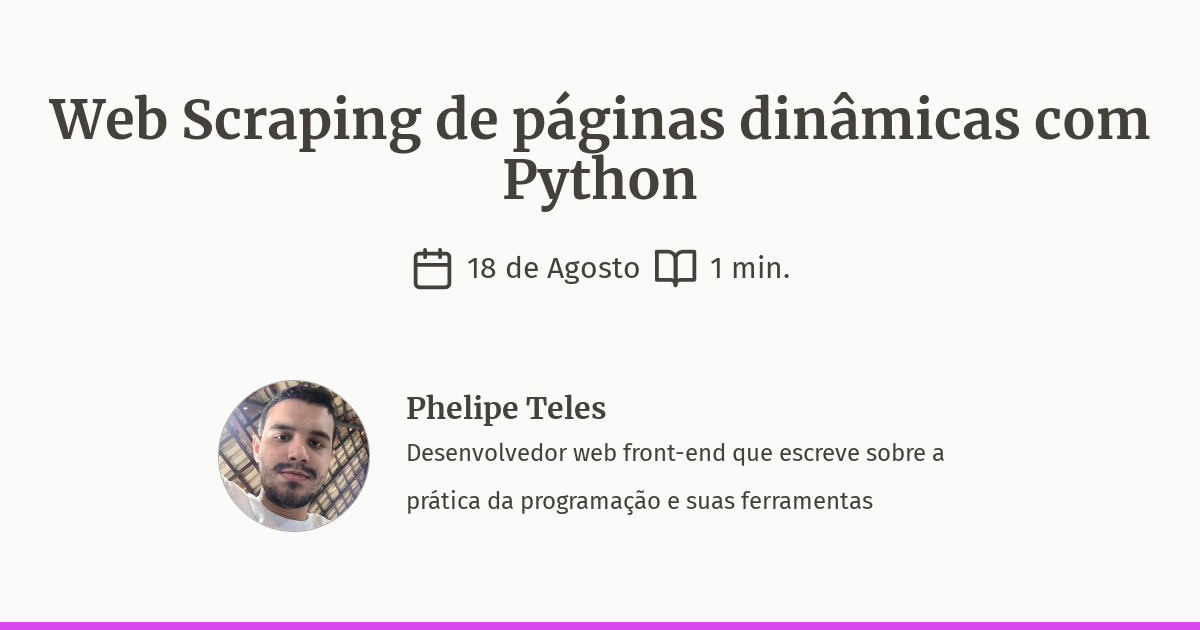 Web Scraping de páginas dinâmicas com
Python
18 de Agosto 1 min.
Phelipe Teles
Desenvolvedor web front-end que escreve sobre a
prática da programação e suas ferramentas